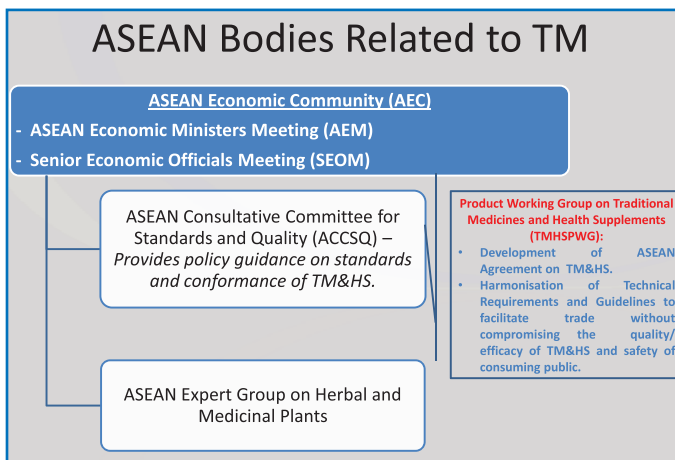 ASEAN Bodies Related to TM
ASEAN Economic Community (AEC)
- ASEAN Economic Ministers Meeting (AEM)
- Senior Economic Officials Meeting (SEOM)
ASEAN Consultative Committee for
Standards and Quality (ACCSQ) –
Provides policy guidance on standards
and conformance of TM&HS.
Product Working Group on Traditional
Medicines and Health Supplements
(TMHSPWG):
• Development of ASEAN
Agreement on TM&HS.
• Harmonisation of Technical
Requirements and Guidelines to
facilitate trade without
compromising the quality/
efficacy of TM&HS and safety of
consuming public.
ASEAN Expert Group on Herbal and
Medicinal Plants